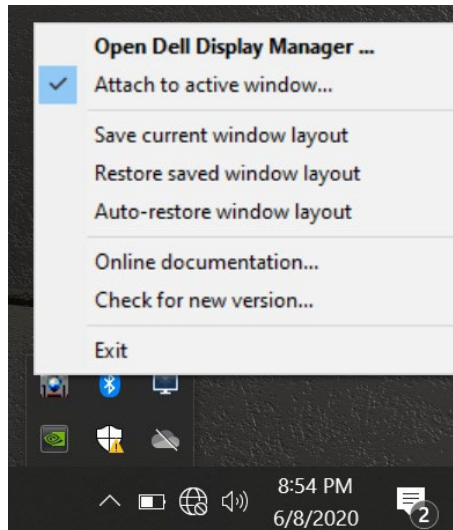 Open Dell Display Manager ...
Attach to active window...
Save current window layout
Restore saved window layout
Auto-restore window layout
Online documentation...
Check for new version...
Exit
8:54 PM
6/8/2020
2